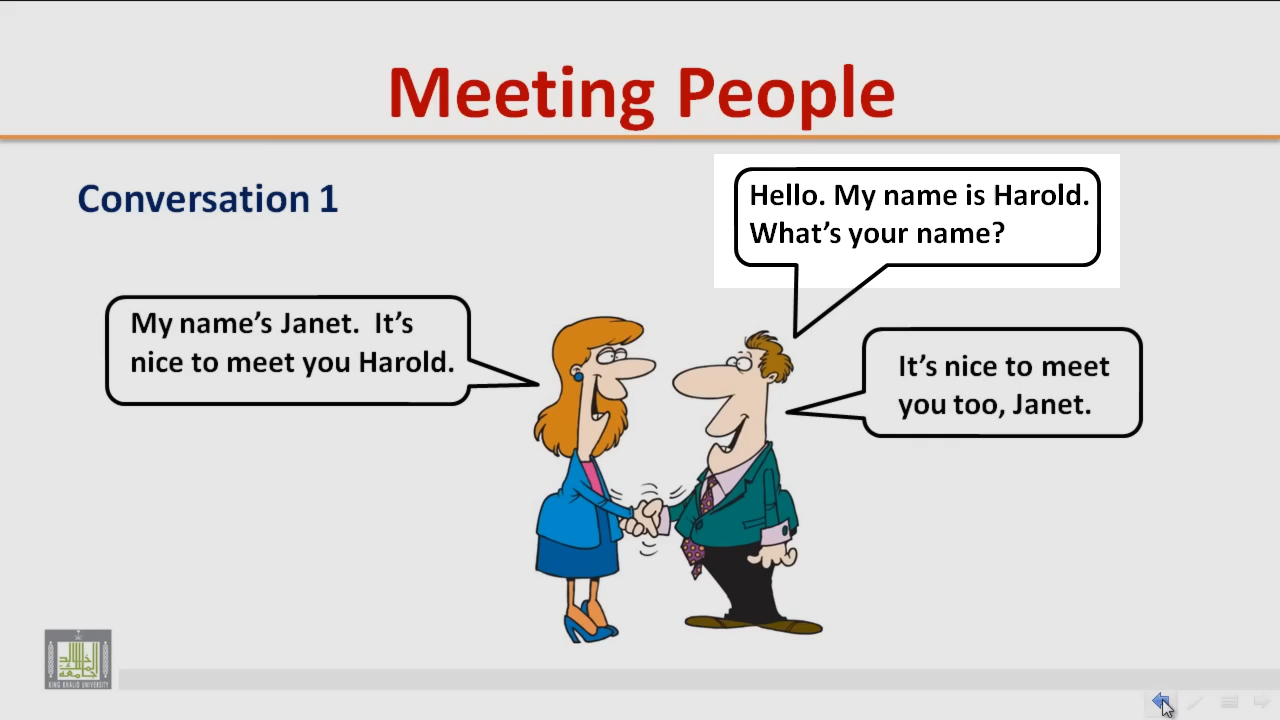 Meeting People
Conversation 1
Hello. My name is Harold.
What's your name?
My name's Janet. It's
nice to meet you Harold.
It's nice to meet
you too, Janet.
KING KHALID UNIVERSITY